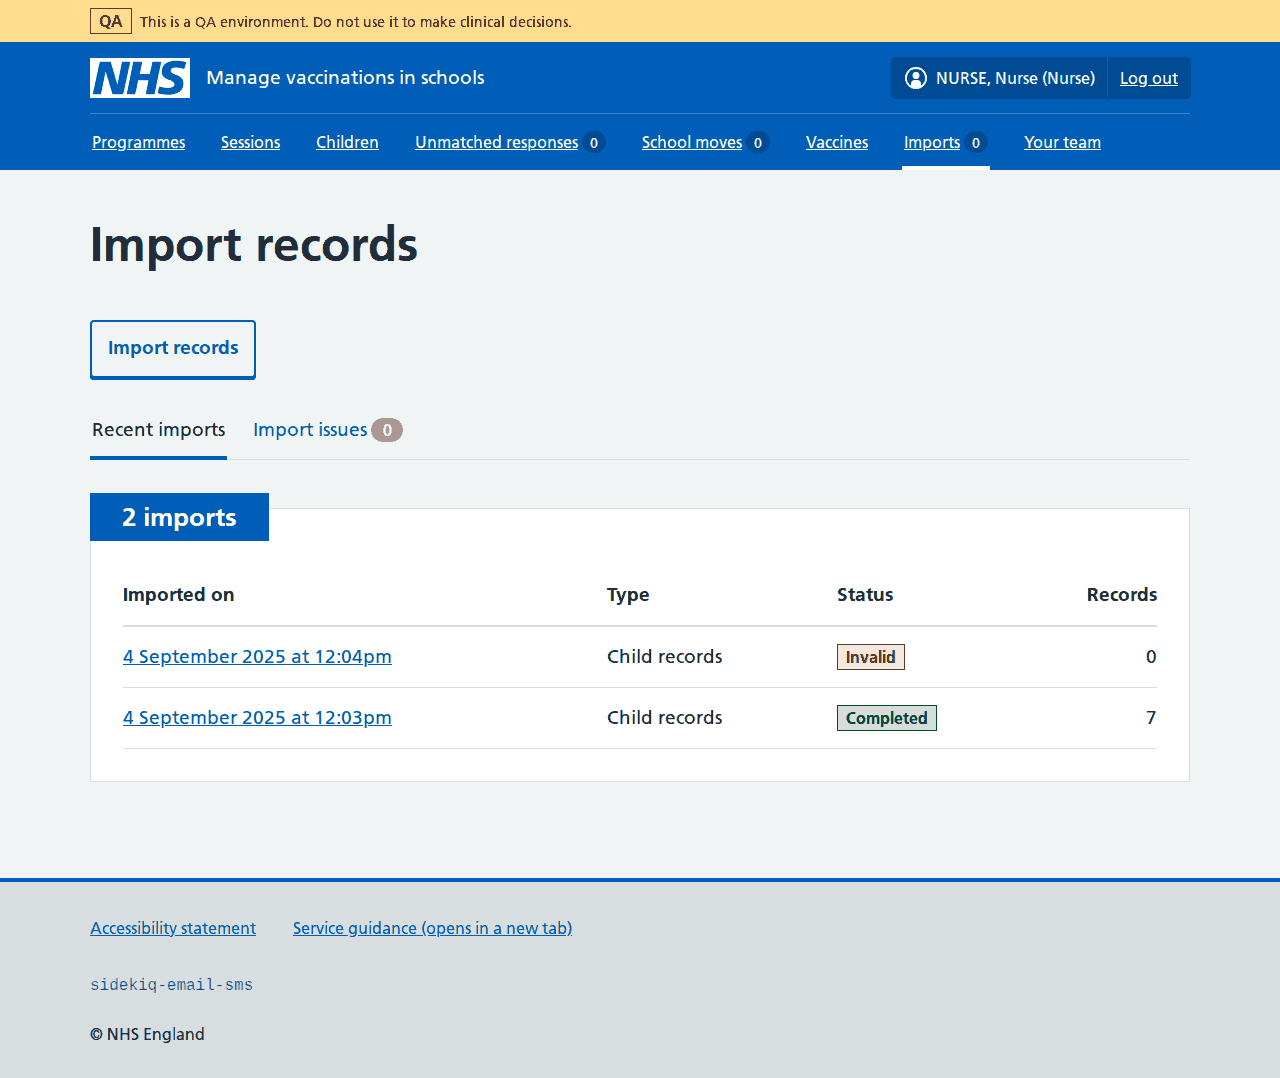 QA This is a QA environment. Do not use it to make clinical decisions.
NHS Manage vaccinations in schools NURSE, Nurse (Nurse) Log out
Programmes Sessions Children Unmatched responses 0 School moves 0 Vaccines Imports 0 Your team
Import records
Import records
Recent imports Import issues 0
2 imports
Imported on Type Status Records
4 September 2025 at 12:04pm Child records Invalid 0
4 September 2025 at 12:03pm Child records Completed 7
Accessibility statement Service guidance (opens in a new tab)
sidekiq-email-sms
© NHS England